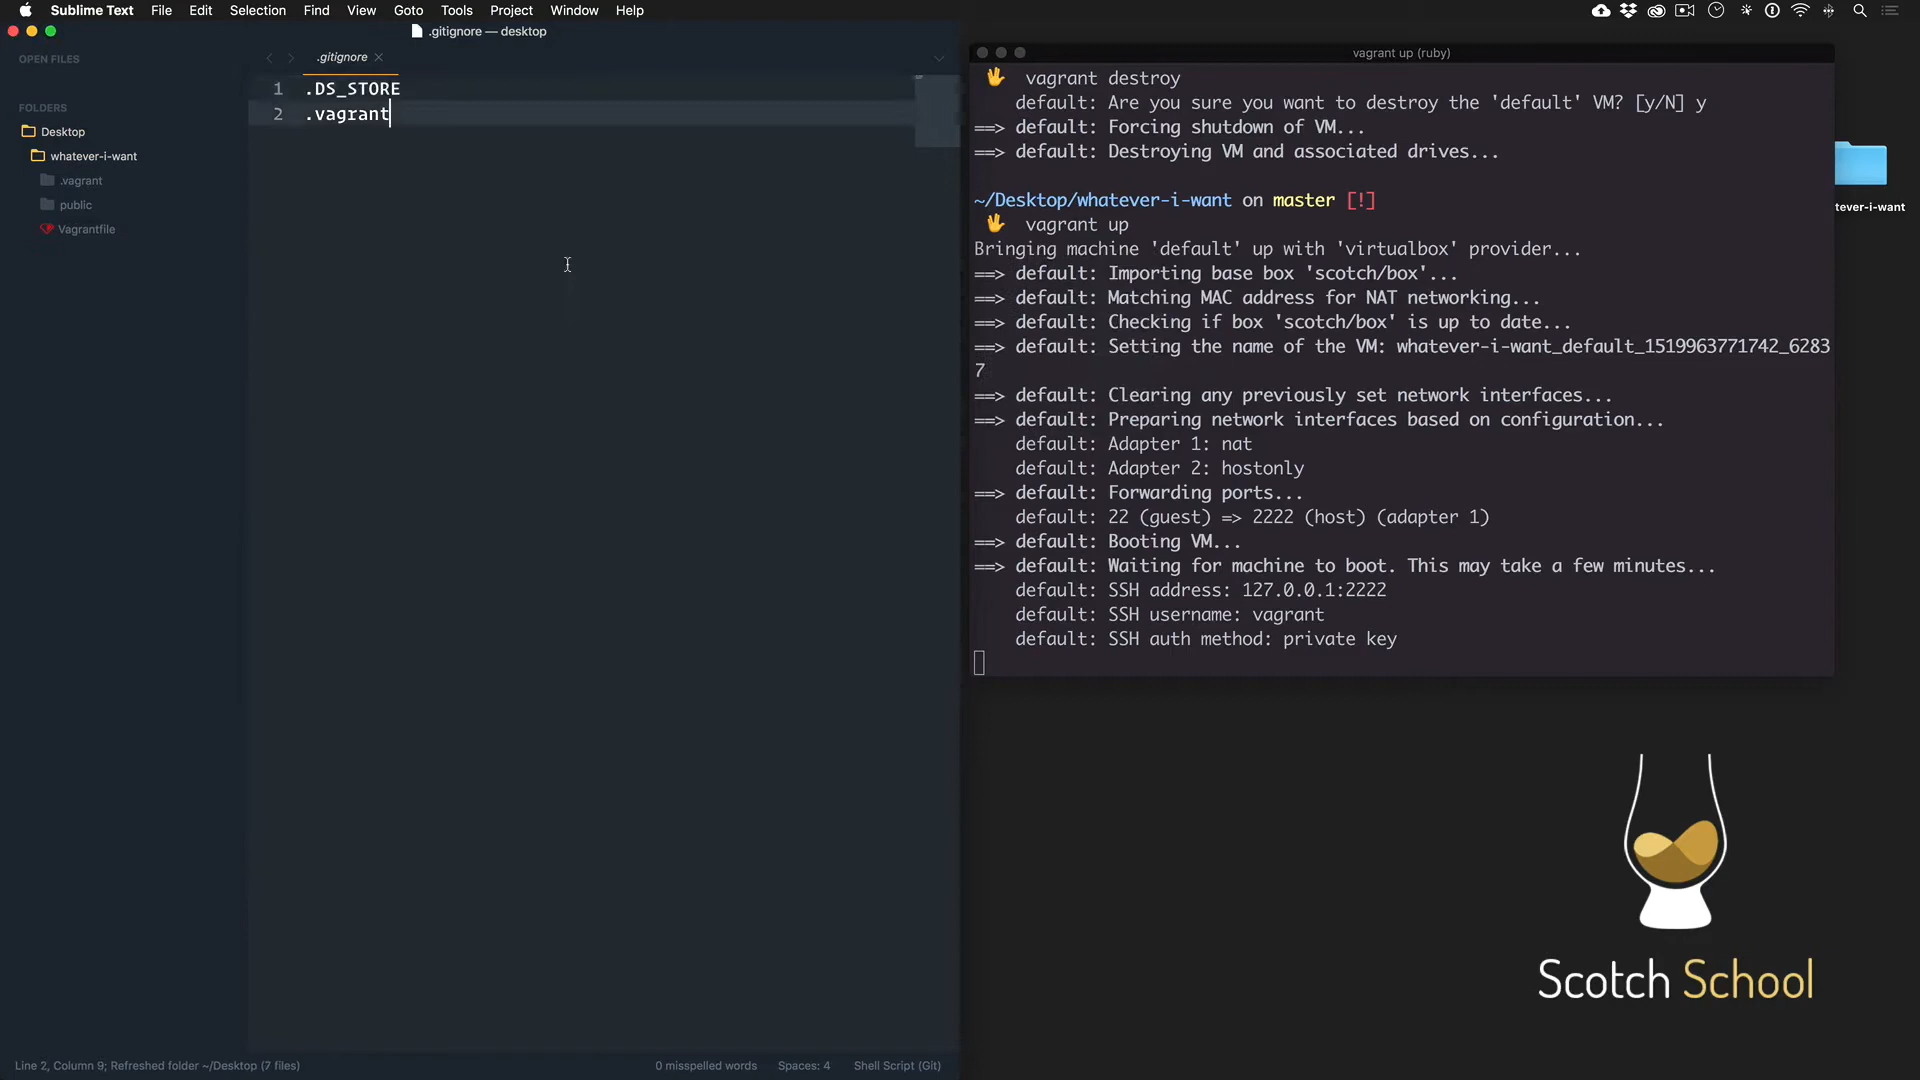 Sublime Text File Edit Selection Find View Goto Tools Project Window Help
.gitignore — desktop
OPEN FILES
FOLDERS
Desktop
whatever-i-want
.vagrant
public
Vagrantfile
.gitignore
1 .DS_STORE
2 .vagrant
Line 2, Column 9; Refreshed folder ~/Desktop (7 files)
0 misspelled words
Spaces: 4
Shell Script (Git)
vagrant up (ruby)
vagrant destroy
default: Are you sure you want to destroy the 'default' VM? [y/N] y
==> default: Forcing shutdown of VM...
==> default: Destroying VM and associated drives...
~/Desktop/whatever-i-want on master [!]
vagrant up
Bringing machine 'default' up with 'virtualbox' provider...
==> default: Importing base box 'scotch/box'...
==> default: Matching MAC address for NAT networking...
==> default: Checking if box 'scotch/box' is up to date...
==> default: Setting the name of the VM: whatever-i-want_default_1519963771742_6283
7
==> default: Clearing any previously set network interfaces...
==> default: Preparing network interfaces based on configuration...
default: Adapter 1: nat
default: Adapter 2: hostonly
==> default: Forwarding ports...
default: 22 (guest) => 2222 (host) (adapter 1)
==> default: Booting VM...
==> default: Waiting for machine to boot. This may take a few minutes...
default: SSH address: 127.0.0.1:2222
default: SSH username: vagrant
default: SSH auth method: private key
tever-i-want
Scotch School